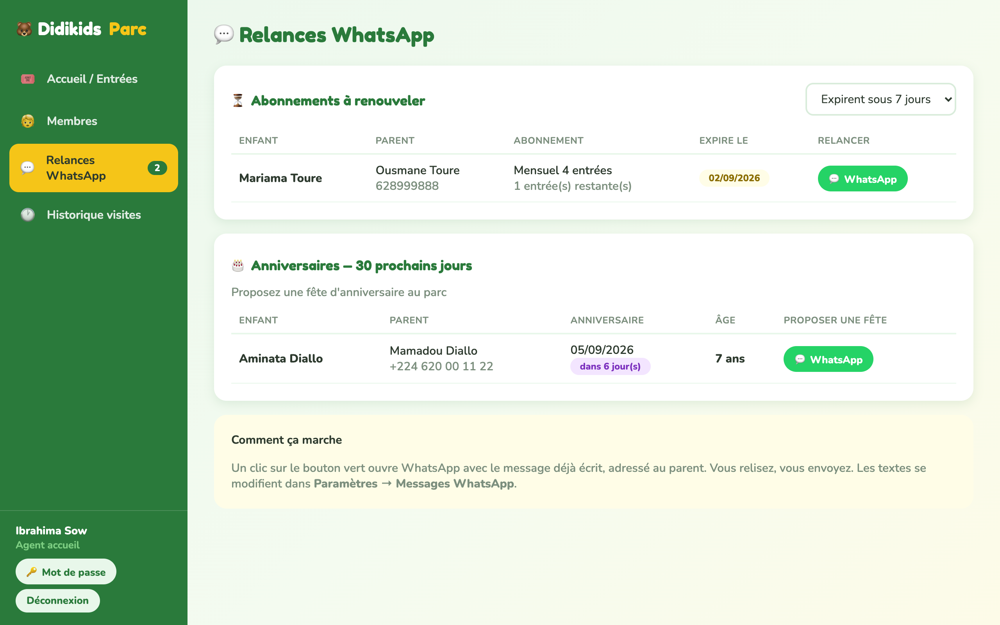 Didikids Parc
Accueil / Entrées
Membres
Relances
WhatsApp
2
Historique visites
Ibrahima Sow
Agent accueil
Mot de passe
Déconnexion
Relances WhatsApp
Abonnements à renouveler
Expirent sous 7 jours
ENFANT PARENT ABONNEMENT EXPIRE LE RELANCER
Mariama Toure Ousmane Toure Mensuel 4 entrées 02/09/2026 WhatsApp
628999888 1 entrée(s) restante(s)
Anniversaires – 30 prochains jours
Proposez une fête d'anniversaire au parc
ENFANT PARENT ANNIVERSAIRE ÂGE PROPOSER UNE FÊTE
Aminata Diallo Mamadou Diallo 05/09/2026 7 ans WhatsApp
+224 620 00 11 22 dans 6 jour(s)
Comment ça marche
Un clic sur le bouton vert ouvre WhatsApp avec le message déjà écrit, adressé au parent. Vous relisez, vous envoyez. Les textes se
modifient dans Paramètres → Messages WhatsApp.